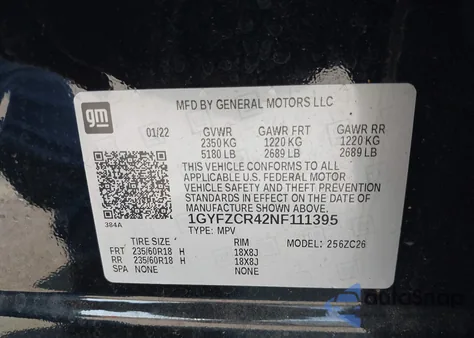 MFD BY GENERAL MOTORS LLC
gm
01/22 GVWR GAWR FRT GAWR RR
2350 KG 1220 KG 1220 KG
5180 LB 2689 LB 2689 LB
THIS VEHICLE CONFORMS TO ALL
APPLICABLE U.S. FEDERAL MOTOR
VEHICLE SAFETY AND THEFT PREVENTION
STANDARDS IN EFFECT ON THE DATE OF
MANUFACTURE SHOWN ABOVE.
384A
1GYFZCR42NF111395
TYPE: MPV
TIRE SIZE RIM MODEL: 256ZC26
FRT 235/60R18 H 18X8J
RR 235/60R18 H 18X8J
SPA NONE NONE
autosnap